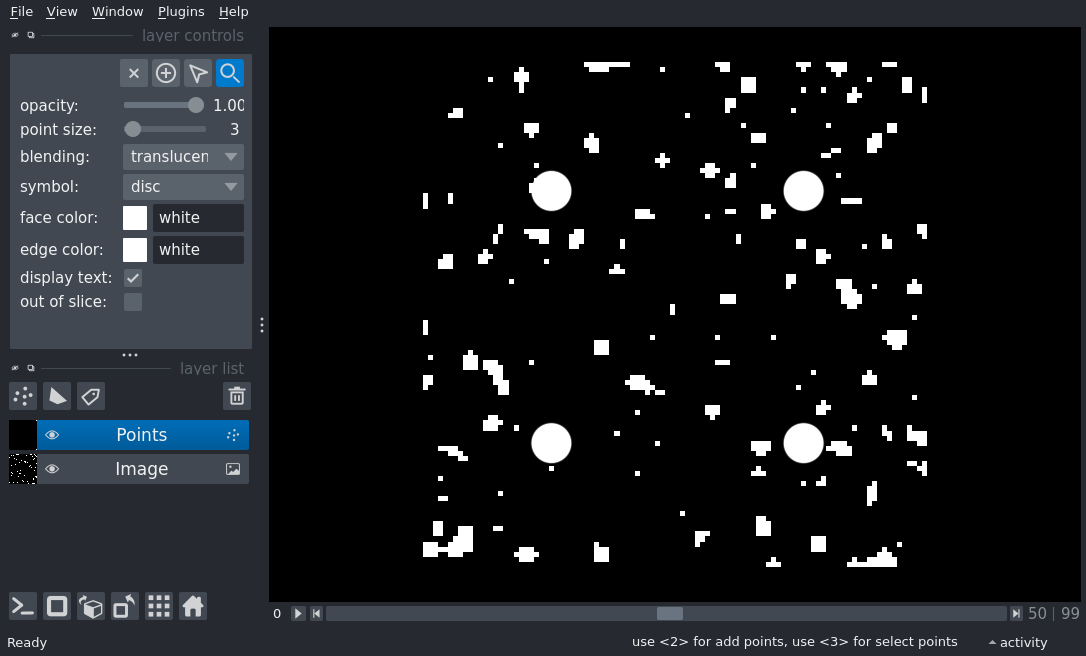 File View Window Plugins Help
layer controls
opacity: 1.00
point size: 3
blending: translucen
symbol: disc
face color: white
edge color: white
display text:
out of slice:
layer list
Points
Image
0 50 | 99
Ready use <2> for add points, use <3> for select points activity